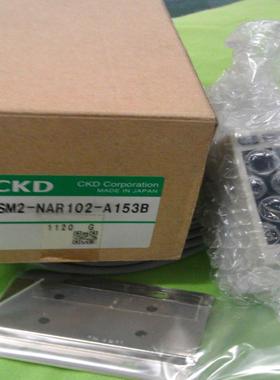 CKD
CKD Corporation
MADE IN JAPAN
SM2-NAR102-A153B
1120 G